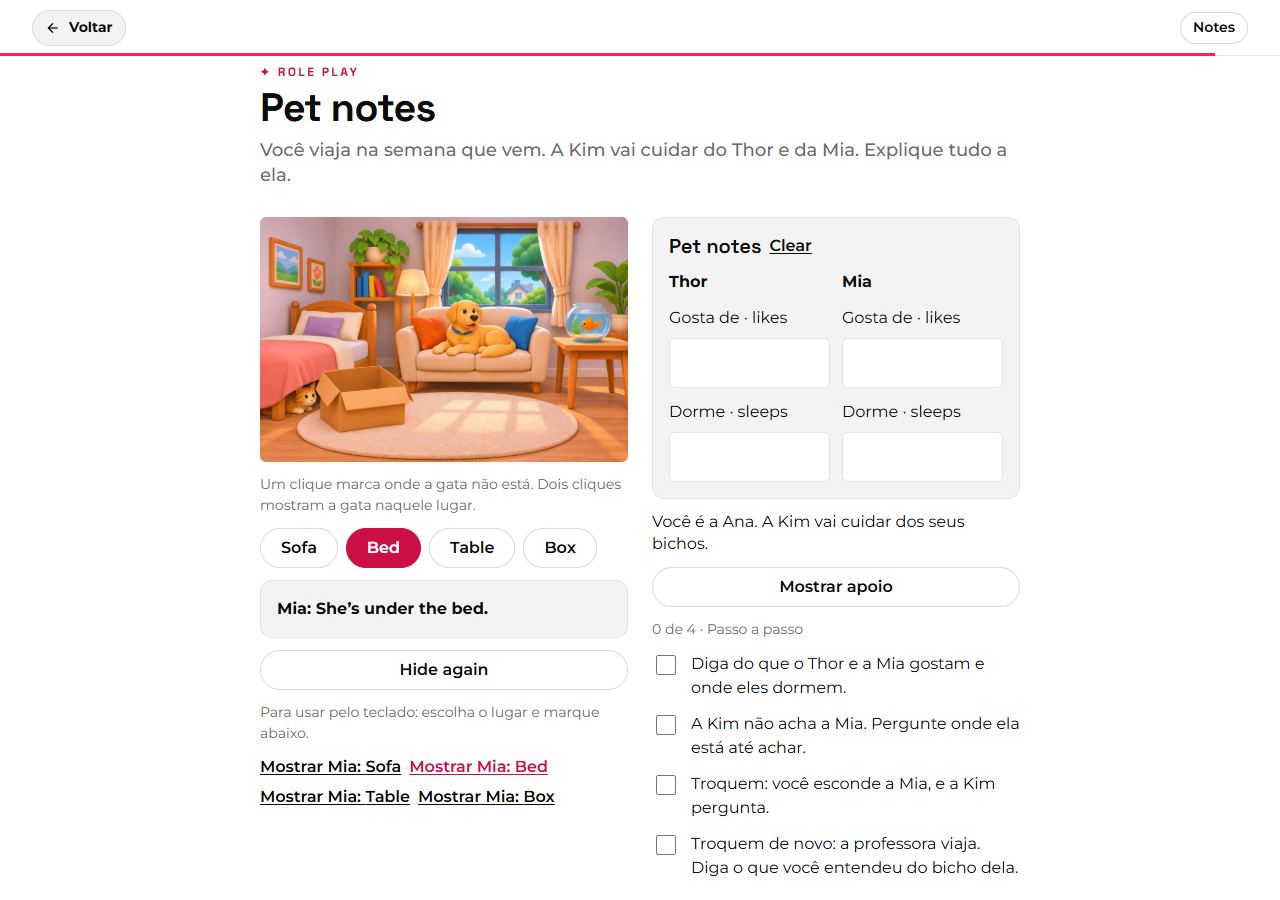 ← Voltar
Notes
✦ ROLE PLAY
Pet notes
Você viaja na semana que vem. A Kim vai cuidar do Thor e da Mia. Explique tudo a
ela.
Um clique marca onde a gata não está. Dois cliques
mostram a gata naquele lugar.
Sofa
Bed
Table
Box
Mia: She’s under the bed.
Hide again
Para usar pelo teclado: escolha o lugar e marque
abaixo.
Mostrar Mia: Sofa
Mostrar Mia: Bed
Mostrar Mia: Table
Mostrar Mia: Box
Pet notes
Clear
Thor
Mia
Gosta de · likes
Gosta de · likes
Dorme · sleeps
Dorme · sleeps
Você é a Ana. A Kim vai cuidar dos seus
bichos.
Mostrar apoio
0 de 4 · Passo a passo
Diga do que o Thor e a Mia gostam e
onde eles dormem.
A Kim não acha a Mia. Pergunte onde ela
está até achar.
Troquem: você esconde a Mia, e a Kim
pergunta.
Troquem de novo: a professora viaja.
Diga o que você entendeu do bicho dela.